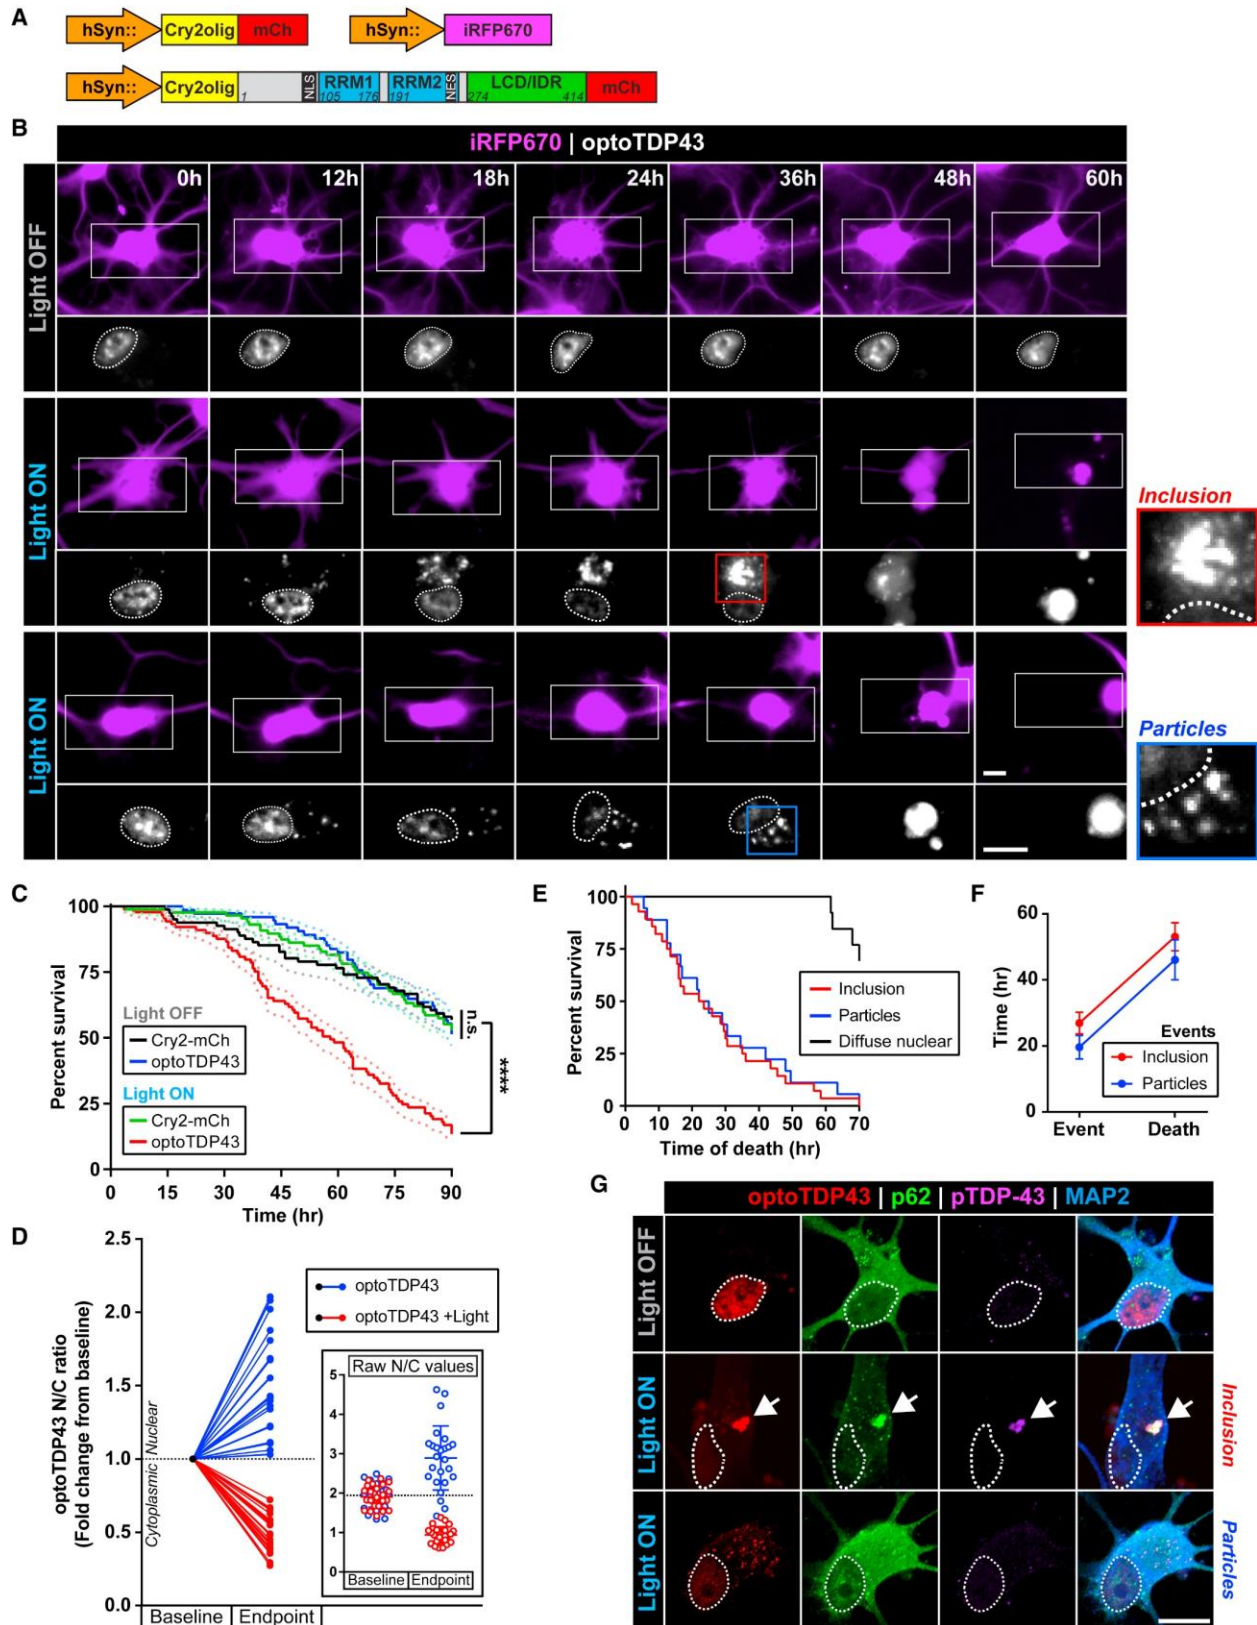 A
hSyn:: Cry2olig mCh hSyn:: iRFP670
hSyn:: Cry2olig 1 NLS RRM1 105 176 RRM2 191 NES LCD/IDR 274 414 mCh
B
iRFP670 | optoTDP43
0h 12h 18h 24h 36h 48h 60h
Light OFF
Light ON
Inclusion
Light ON
Particles
C
Percent survival
100
75
50
25
0
0 15 30 45 60 75 90
Time (hr)
Light OFF
Cry2-mCh
optoTDP43
Light ON
Cry2-mCh
optoTDP43
n.s.
****
E
Percent survival
100
75
50
25
0
0 10 20 30 40 50 60 70
Time of death (hr)
Inclusion
Particles
Diffuse nuclear
F
Time (hr)
60
40
20
0
Event Death
Events
Inclusion
Particles
D
optoTDP43 N/C ratio
(Fold change from baseline)
2.5
2.0
1.5
1.0
0.5
0.0
Cytoplasmic Nuclear
Baseline Endpoint
optoTDP43
optoTDP43 +Light
Raw N/C values
5
4
3
2
1
0
Baseline Endpoint
G
optoTDP43 | p62 | pTDP-43 | MAP2
Light OFF
Light ON
Inclusion
Light ON
Particles